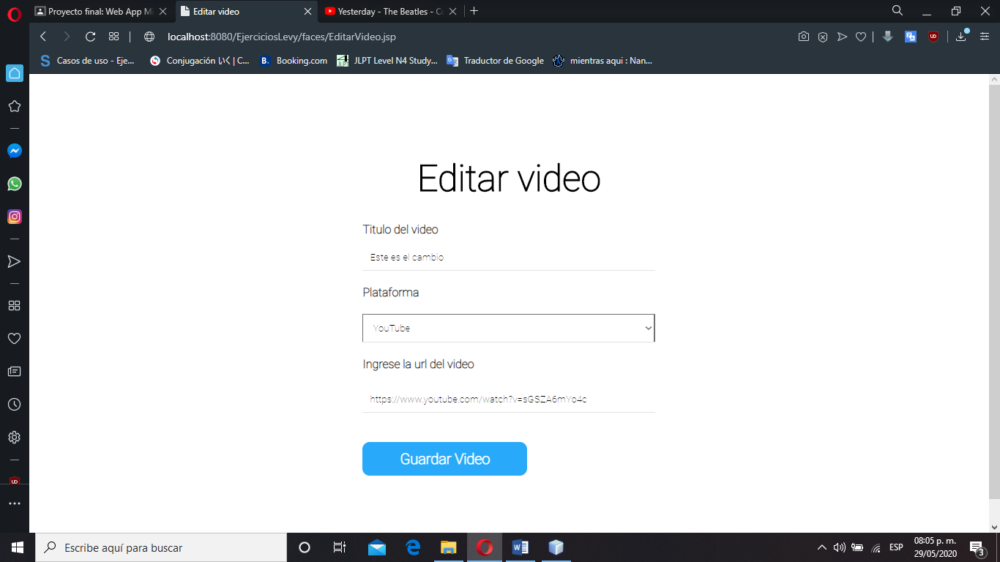 Proyecto final: Web App M
Editar video
Yesterday - The Beatles - C
localhost:8080/EjerciciosLevy/faces/EditarVideo.jsp
Casos de uso - Eje...
Conjugación いく | C...
Booking.com
JLPT Level N4 Study...
Traductor de Google
mientras aqui : Nan...
Editar video
Titulo del video
Este es el cambio
Plataforma
YouTube
Ingrese la url del video
https://www.youtube.com/watch?v=sGSZA6mYo4c
Guardar Video
Escribe aquí para buscar
ESP
08:05 p. m.
29/05/2020
3